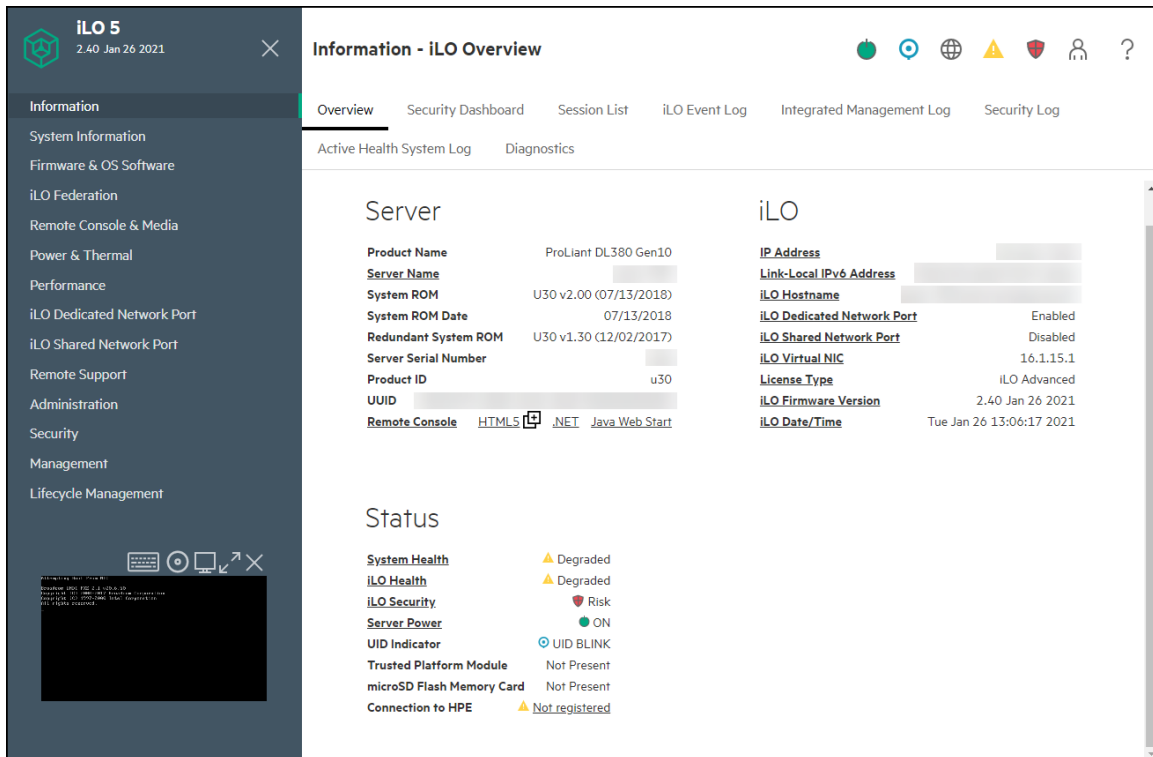 iLO 5
2.40 Jan 26 2021
Information
System Information
Firmware & OS Software
iLO Federation
Remote Console & Media
Power & Thermal
Performance
iLO Dedicated Network Port
iLO Shared Network Port
Remote Support
Administration
Security
Management
Lifecycle Management
Information - iLO Overview
?
Overview Security Dashboard Session List iLO Event Log Integrated Management Log Security Log
Active Health System Log Diagnostics
Server
Product Name ProLiant DL380 Gen10
Server Name
System ROM U30 v2.00 (07/13/2018)
System ROM Date 07/13/2018
Redundant System ROM U30 v1.30 (12/02/2017)
Server Serial Number
Product ID u30
UUID
Remote Console HTML5 .NET Java Web Start
iLO
IP Address
Link-Local IPv6 Address
iLO Hostname
iLO Dedicated Network Port Enabled
iLO Shared Network Port Disabled
iLO Virtual NIC 16.1.15.1
License Type iLO Advanced
iLO Firmware Version 2.40 Jan 26 2021
iLO Date/Time Tue Jan 26 13:06:17 2021
Status
System Health Degraded
iLO Health Degraded
iLO Security Risk
Server Power ON
UID Indicator UID BLINK
Trusted Platform Module Not Present
microSD Flash Memory Card Not Present
Connection to HPE Not registered